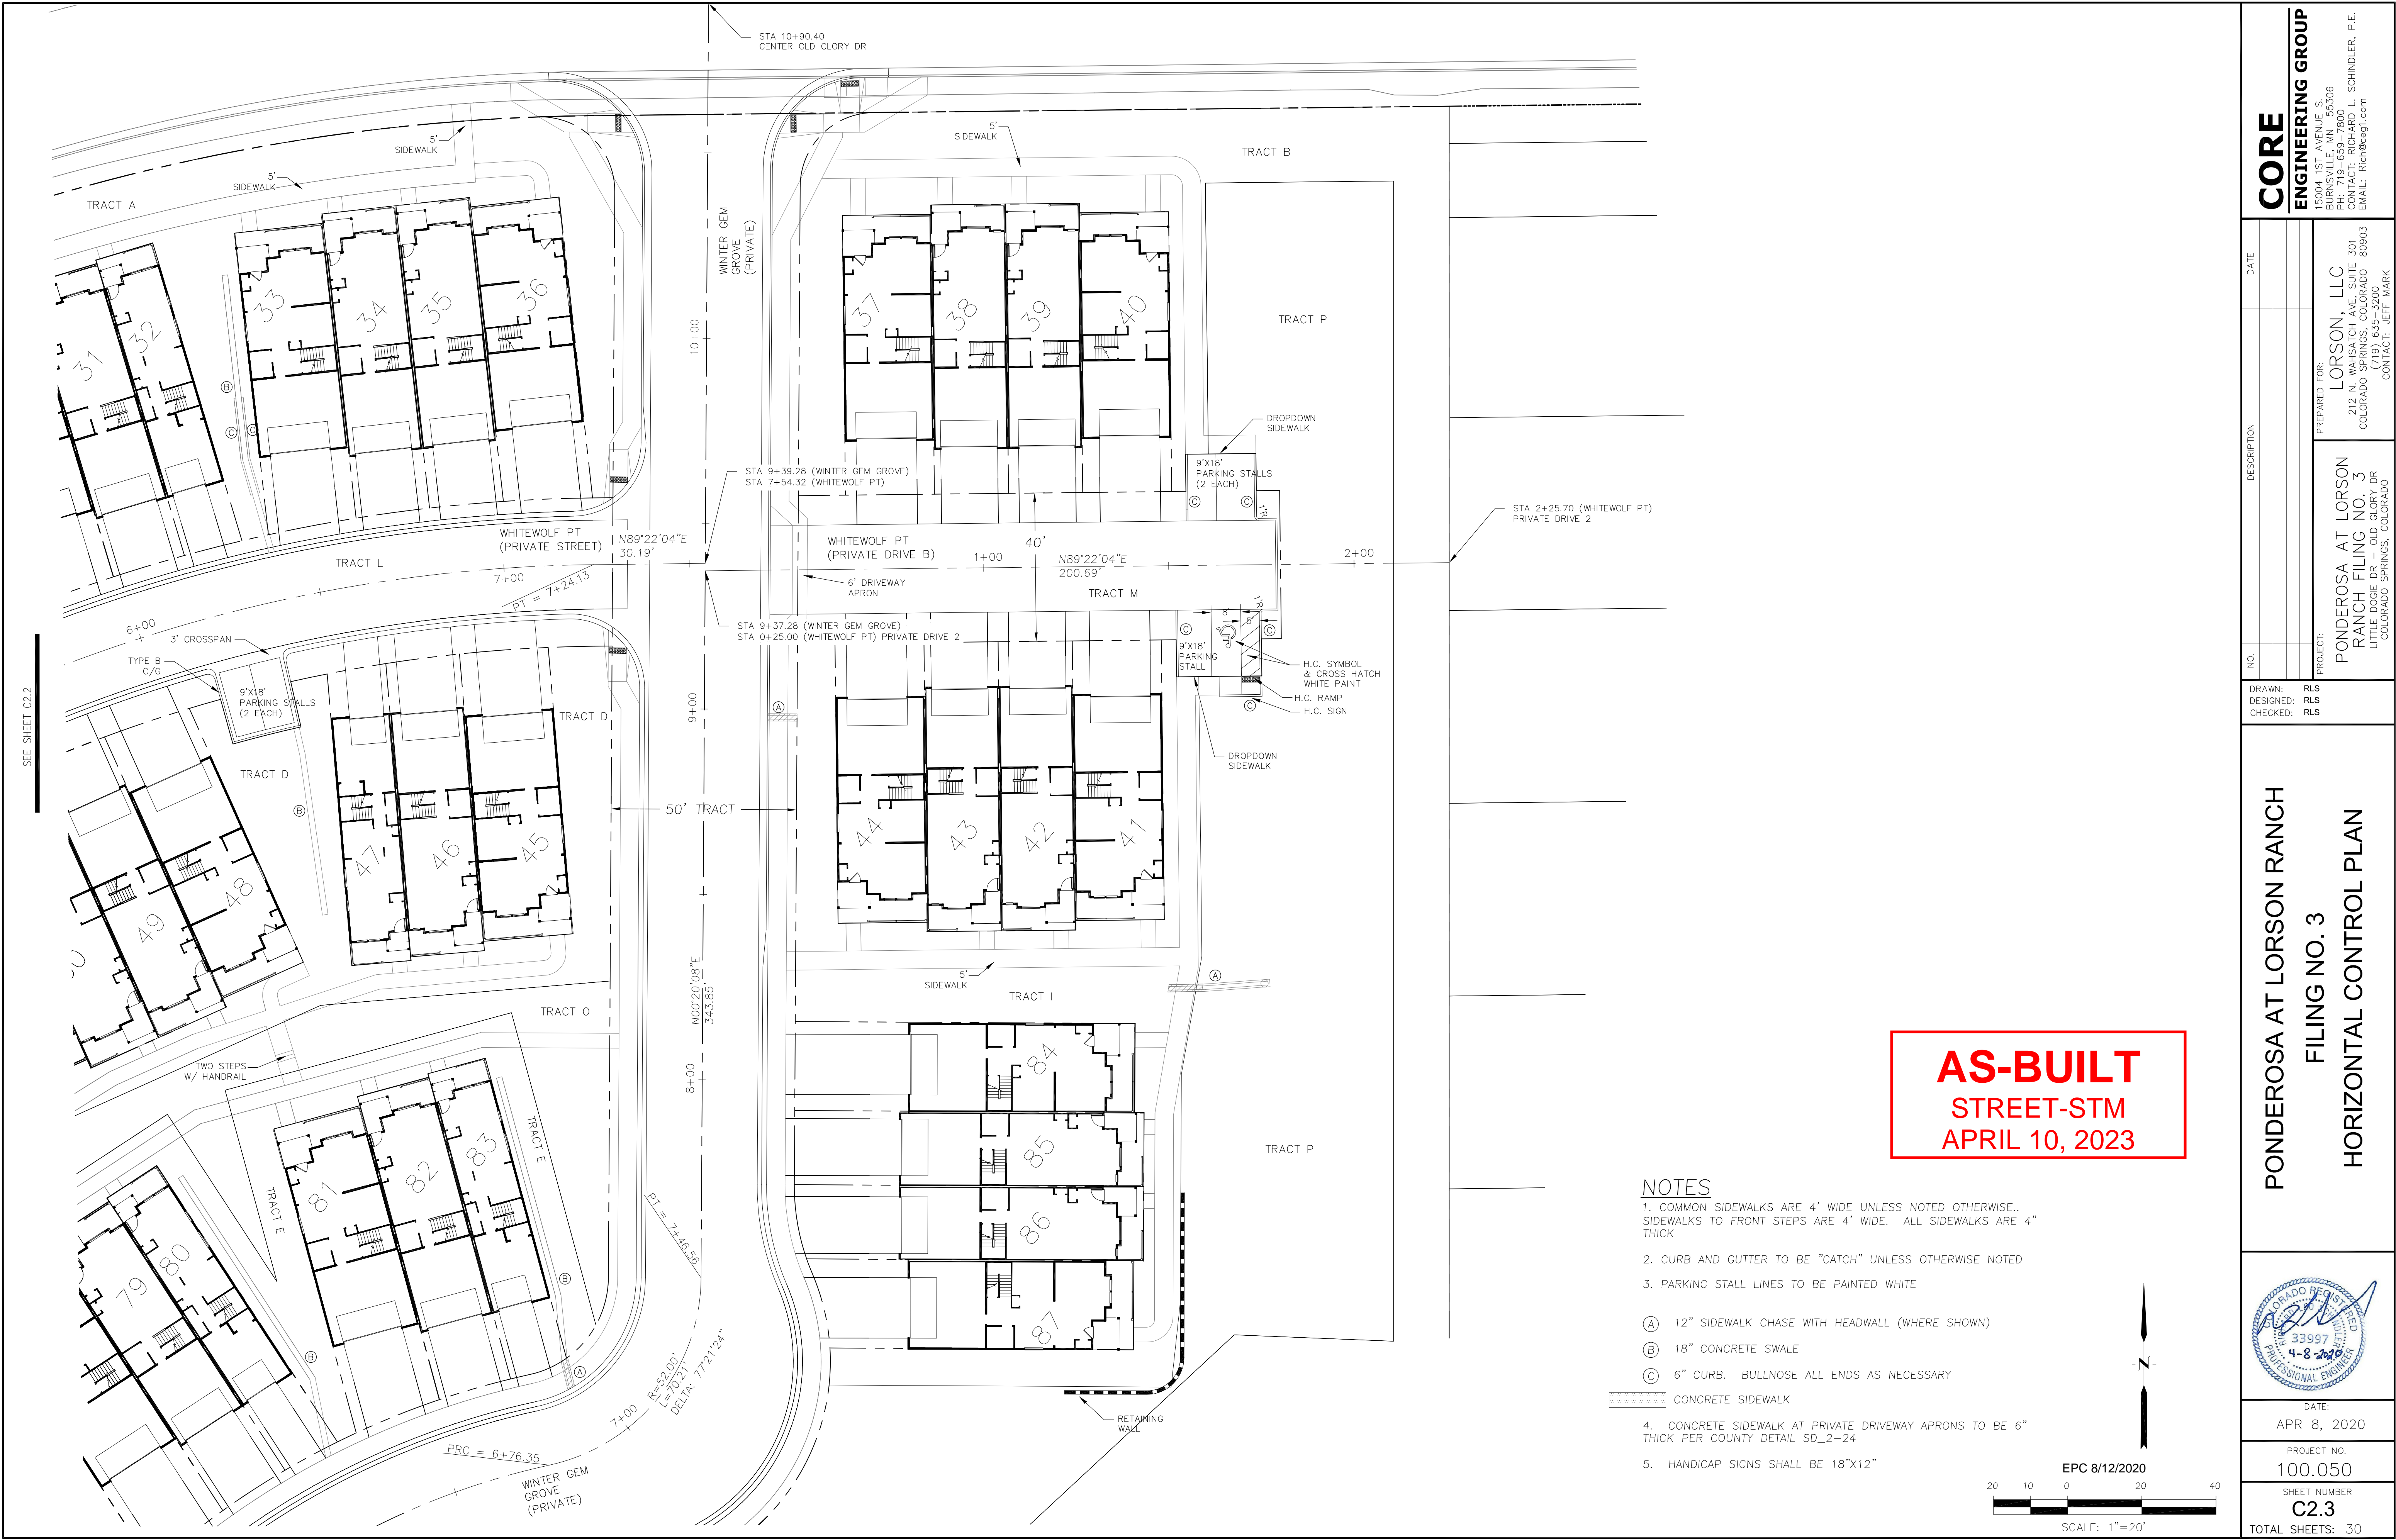 STA 10+90.40
CENTER OLD GLORY DR
5'
SIDEWALK
5'
SIDEWALK
TRACT A
5'
SIDEWALK
TRACT B
WINTER GEM
GROVE
(PRIVATE)
31
32
33
34
35
36
37
38
39
40
TRACT P
B
C
C
10+00
DROPDOWN
SIDEWALK
9'X18'
PARKING STALLS
(2 EACH)
C
C
1'R
STA 9+39.28 (WINTER GEM GROVE)
STA 7+54.32 (WHITEWOLF PT)
STA 2+25.70 (WHITEWOLF PT)
PRIVATE DRIVE 2
WHITEWOLF PT
(PRIVATE STREET)
N89°22'04"E
30.19'
WHITEWOLF PT
(PRIVATE DRIVE B)
40'
1+00
N89°22'04"E
200.69'
2+00
TRACT L
7+00
PT = 7+24.13
6' DRIVEWAY
APRON
TRACT M
6+00
3' CROSSPAN
TYPE B
C/G
STA 9+37.28 (WINTER GEM GROVE)
STA 0+25.00 (WHITEWOLF PT) PRIVATE DRIVE 2
8'
5'
1'R
C
C
9'X18'
PARKING
STALL
H.C. SYMBOL
& CROSS HATCH
WHITE PAINT
H.C. RAMP
H.C. SIGN
C
SEE SHEET C2.2
9'X18'
PARKING STALLS
(2 EACH)
TRACT D
9+00
A
DROPDOWN
SIDEWALK
TRACT D
B
50' TRACT
47
46
45
44
43
42
41
48
49
N00°20'08"E
343.85'
5'
SIDEWALK
TRACT I
A
TRACT O
TWO STEPS
W/ HANDRAIL
8+00
84
85
86
87
TRACT P
TRACT E
TRACT E
81
82
83
79
80
B
B
A
PT = 7+46.56
R=52.00'
L=70.21'
DELTA: 77°21'24"
7+00
PRC = 6+76.35
WINTER GEM
GROVE
(PRIVATE)
RETAINING
WALL
AS-BUILT
STREET-STM
APRIL 10, 2023
NOTES
1. COMMON SIDEWALKS ARE 4' WIDE UNLESS NOTED OTHERWISE..
SIDEWALKS TO FRONT STEPS ARE 4' WIDE. ALL SIDEWALKS ARE 4"
THICK
2. CURB AND GUTTER TO BE "CATCH" UNLESS OTHERWISE NOTED
3. PARKING STALL LINES TO BE PAINTED WHITE
A 12" SIDEWALK CHASE WITH HEADWALL (WHERE SHOWN)
B 18" CONCRETE SWALE
C 6" CURB. BULLNOSE ALL ENDS AS NECESSARY
CONCRETE SIDEWALK
4. CONCRETE SIDEWALK AT PRIVATE DRIVEWAY APRONS TO BE 6"
THICK PER COUNTY DETAIL SD_2-24
5. HANDICAP SIGNS SHALL BE 18"X12"
N
EPC 8/12/2020
20 10 0 20 40
SCALE: 1"=20'
CORE
ENGINEERING GROUP
15004 1ST AVENUE S.
BURNSVILLE, MN 55306
PH: 719-659-7800
CONTACT: RICHARD L. SCHINDLER, P.E.
EMAIL: Rich@ceg1.com
DATE
DESCRIPTION
NO.
PREPARED FOR:
LORSON, LLC
212 N. WAHSATCH AVE, SUITE 301
COLORADO SPRINGS, COLORADO 80903
(719) 635-3200
CONTACT: JEFF MARK
PROJECT:
PONDEROSA AT LORSON
RANCH FILING NO. 3
LITTLE DOGIE DR - OLD GLORY DR
COLORADO SPRINGS, COLORADO
DRAWN: RLS
DESIGNED: RLS
CHECKED: RLS
PONDEROSA AT LORSON RANCH
FILING NO. 3
HORIZONTAL CONTROL PLAN
COLORADO REGISTERED
33997
4-8-2020
PROFESSIONAL ENGINEER
DATE:
APR 8, 2020
PROJECT NO.
100.050
SHEET NUMBER
C2.3
TOTAL SHEETS: 30